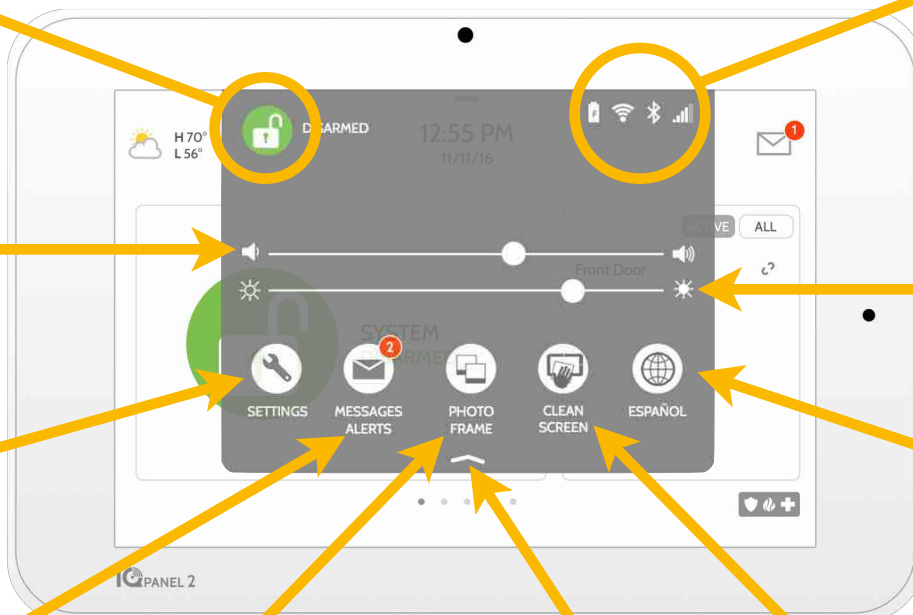 DISARMED
12:55 PM
11/11/16
H 70°
L 56°
1
ACTIVE
ALL
Front Door
SYSTEM
DISARMED
2
SETTINGS
MESSAGES
ALERTS
PHOTO
FRAME
CLEAN
SCREEN
ESPAÑOL
IQ PANEL 2